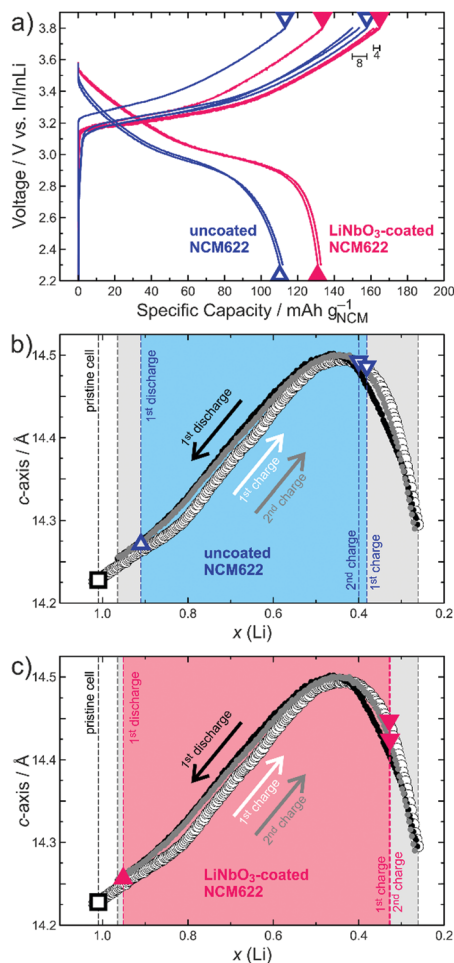 a)
Voltage / V vs. In/InLi
3.8
3.6
3.4
3.2
3.0
2.8
2.6
2.4
2.2
8
4
uncoated
NCM622
LiNbO3-coated
NCM622
0 20 40 60 80 100 120 140 160 180 200
Specific Capacity / mAh g⁻¹NCM
b)
c-axis / Å
14.5
14.4
14.3
14.2
pristine cell
1st discharge
1st discharge
1st charge
2nd charge
uncoated
NCM622
2nd charge
1st charge
1.0 0.8 0.6 0.4 0.2
x (Li)
c)
c-axis / Å
14.5
14.4
14.3
14.2
pristine cell
1st discharge
1st discharge
1st charge
2nd charge
LiNbO3-coated
NCM622
1st charge
2nd charge
1.0 0.8 0.6 0.4 0.2
x (Li)